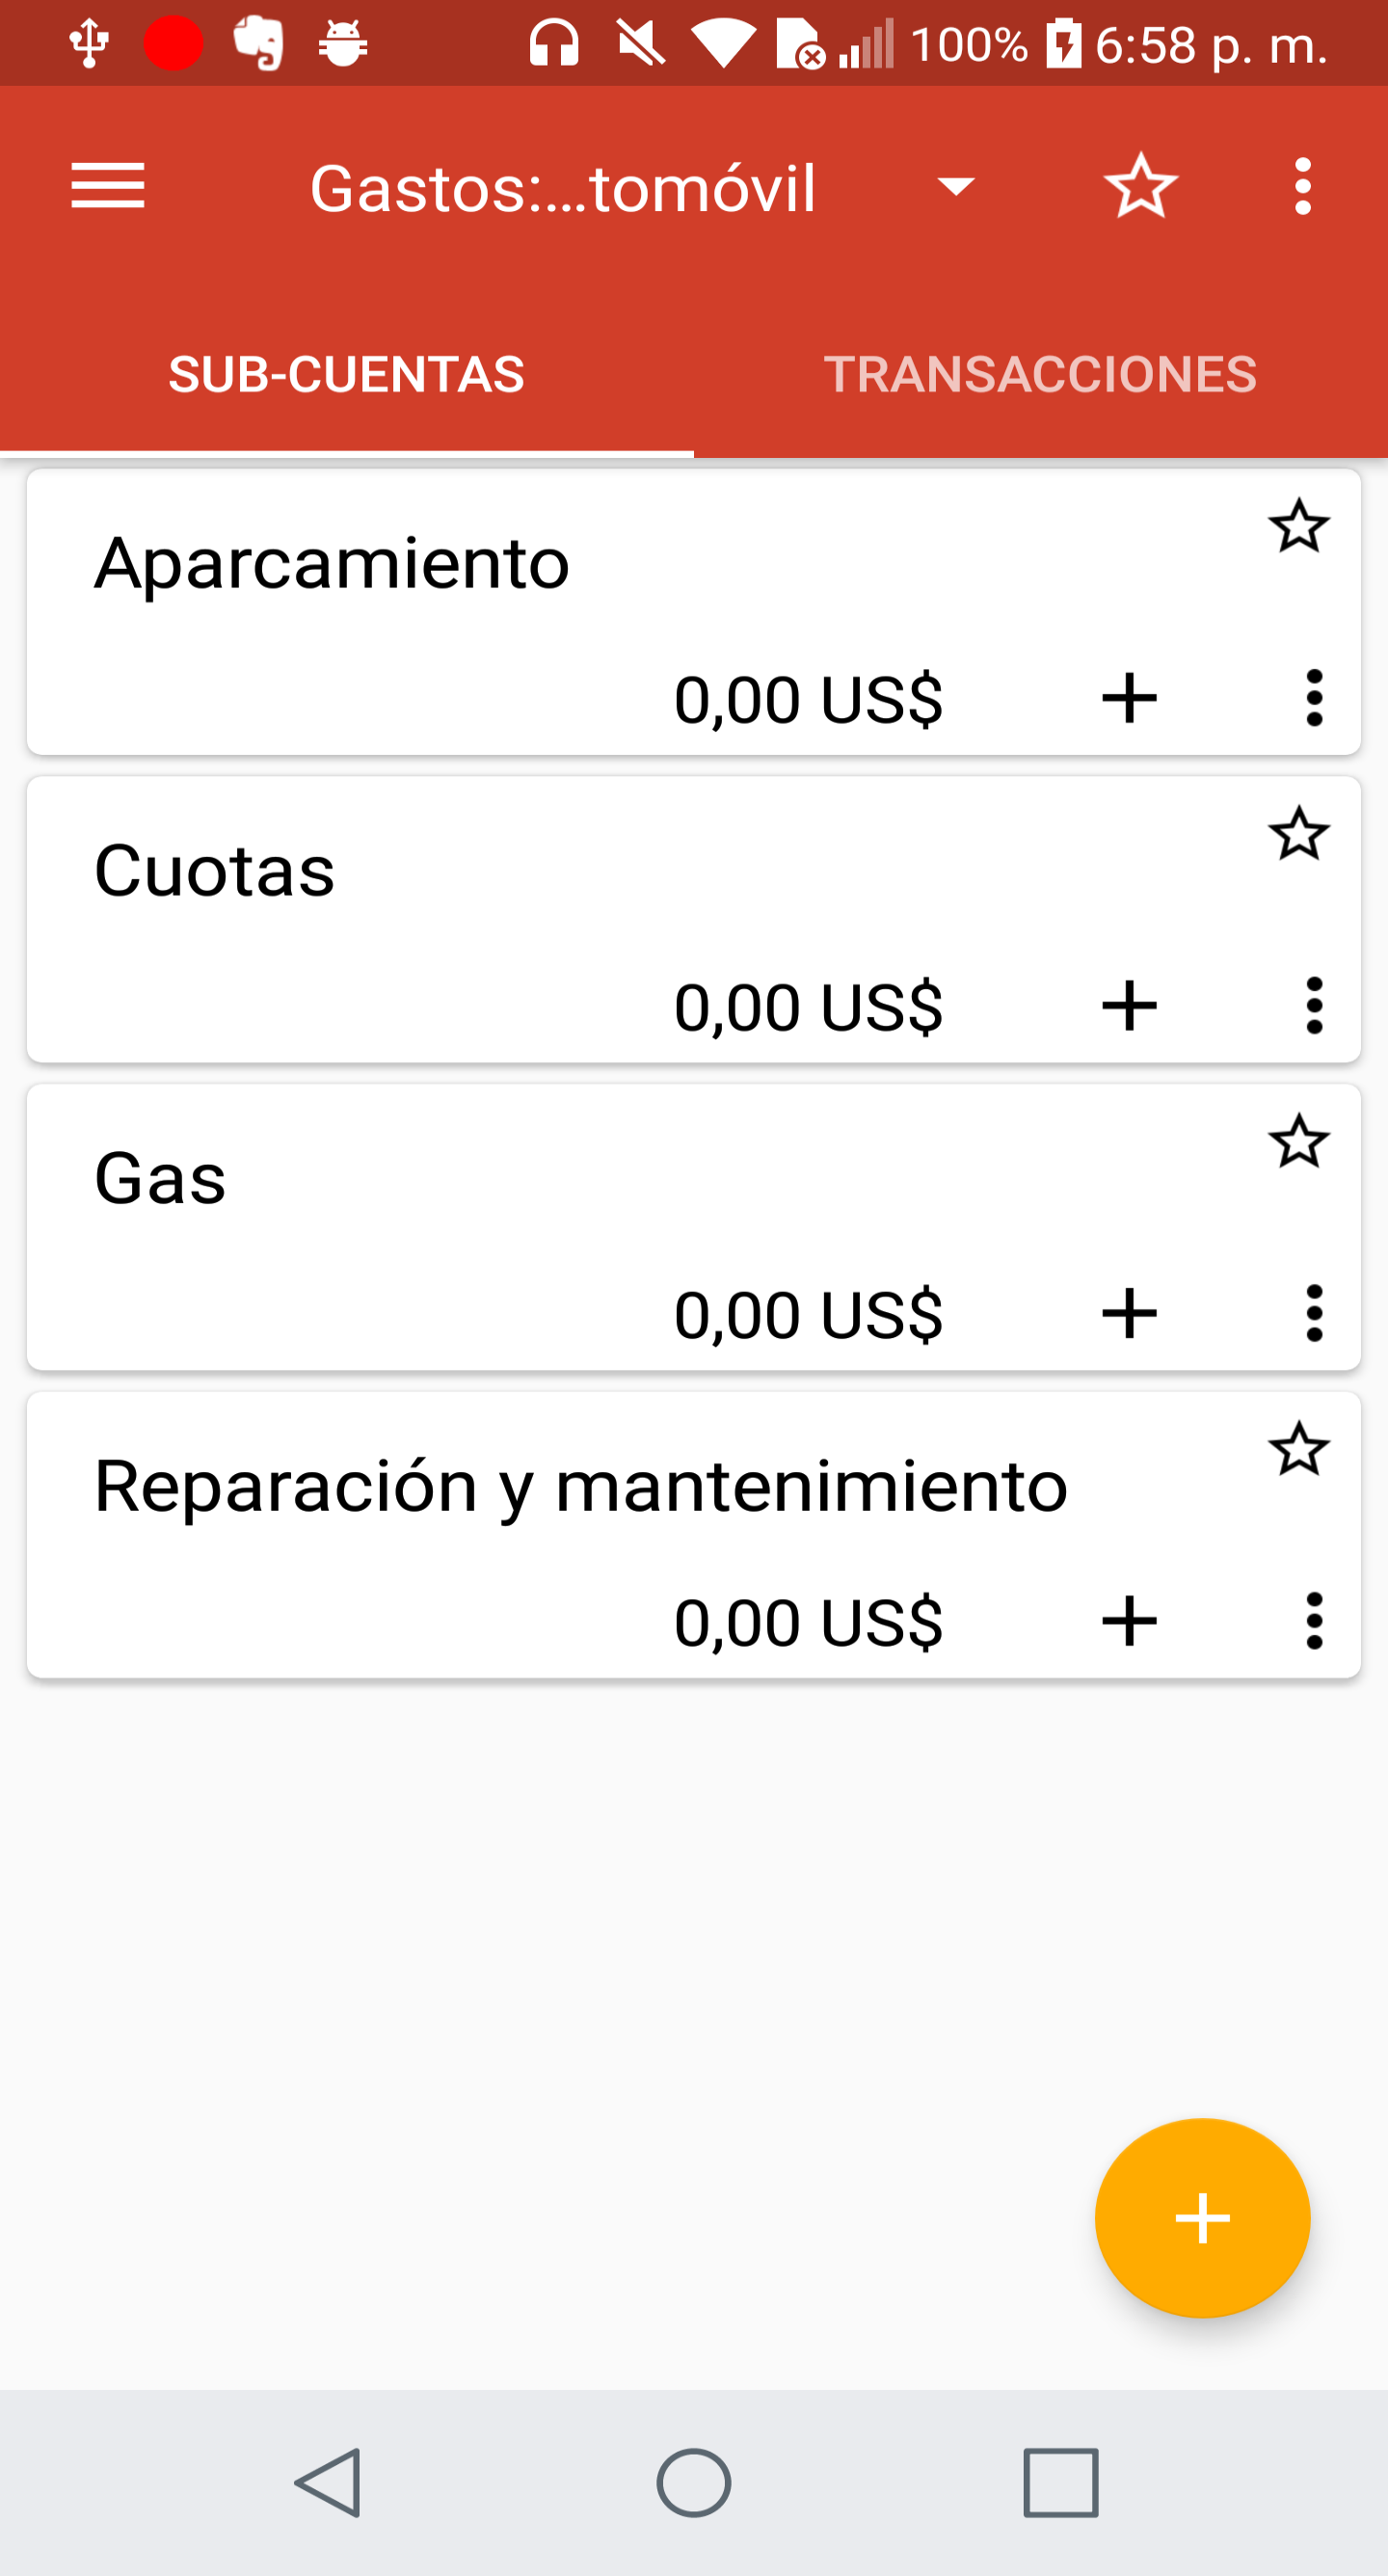 100% 6:58 p. m.
Gastos:...tomóvil
SUB-CUENTAS TRANSACCIONES
Aparcamiento
0,00 US$
Cuotas
0,00 US$
Gas
0,00 US$
Reparación y mantenimiento
0,00 US$